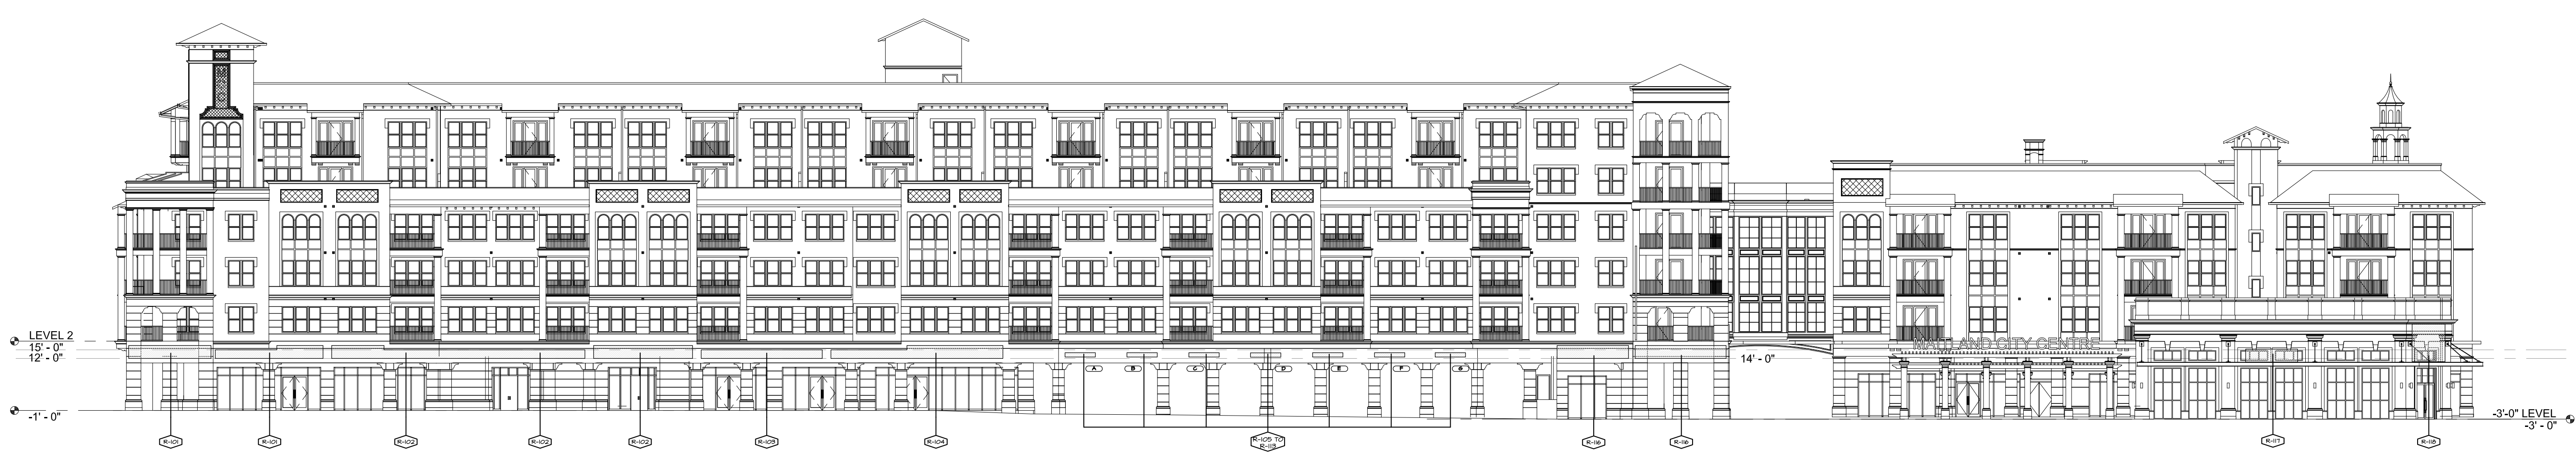 MAITLAND CITY CENTRE
LEVEL 2
15' - 0"
12' - 0"
14' - 0"
A B C D E F G
-1' - 0"
-3'-0" LEVEL
-3' - 0"
R-101
R-101
R-102
R-102
R-102
R-103
R-104
R-105 TO
R-113
R-116
R-116
R-117
R-118